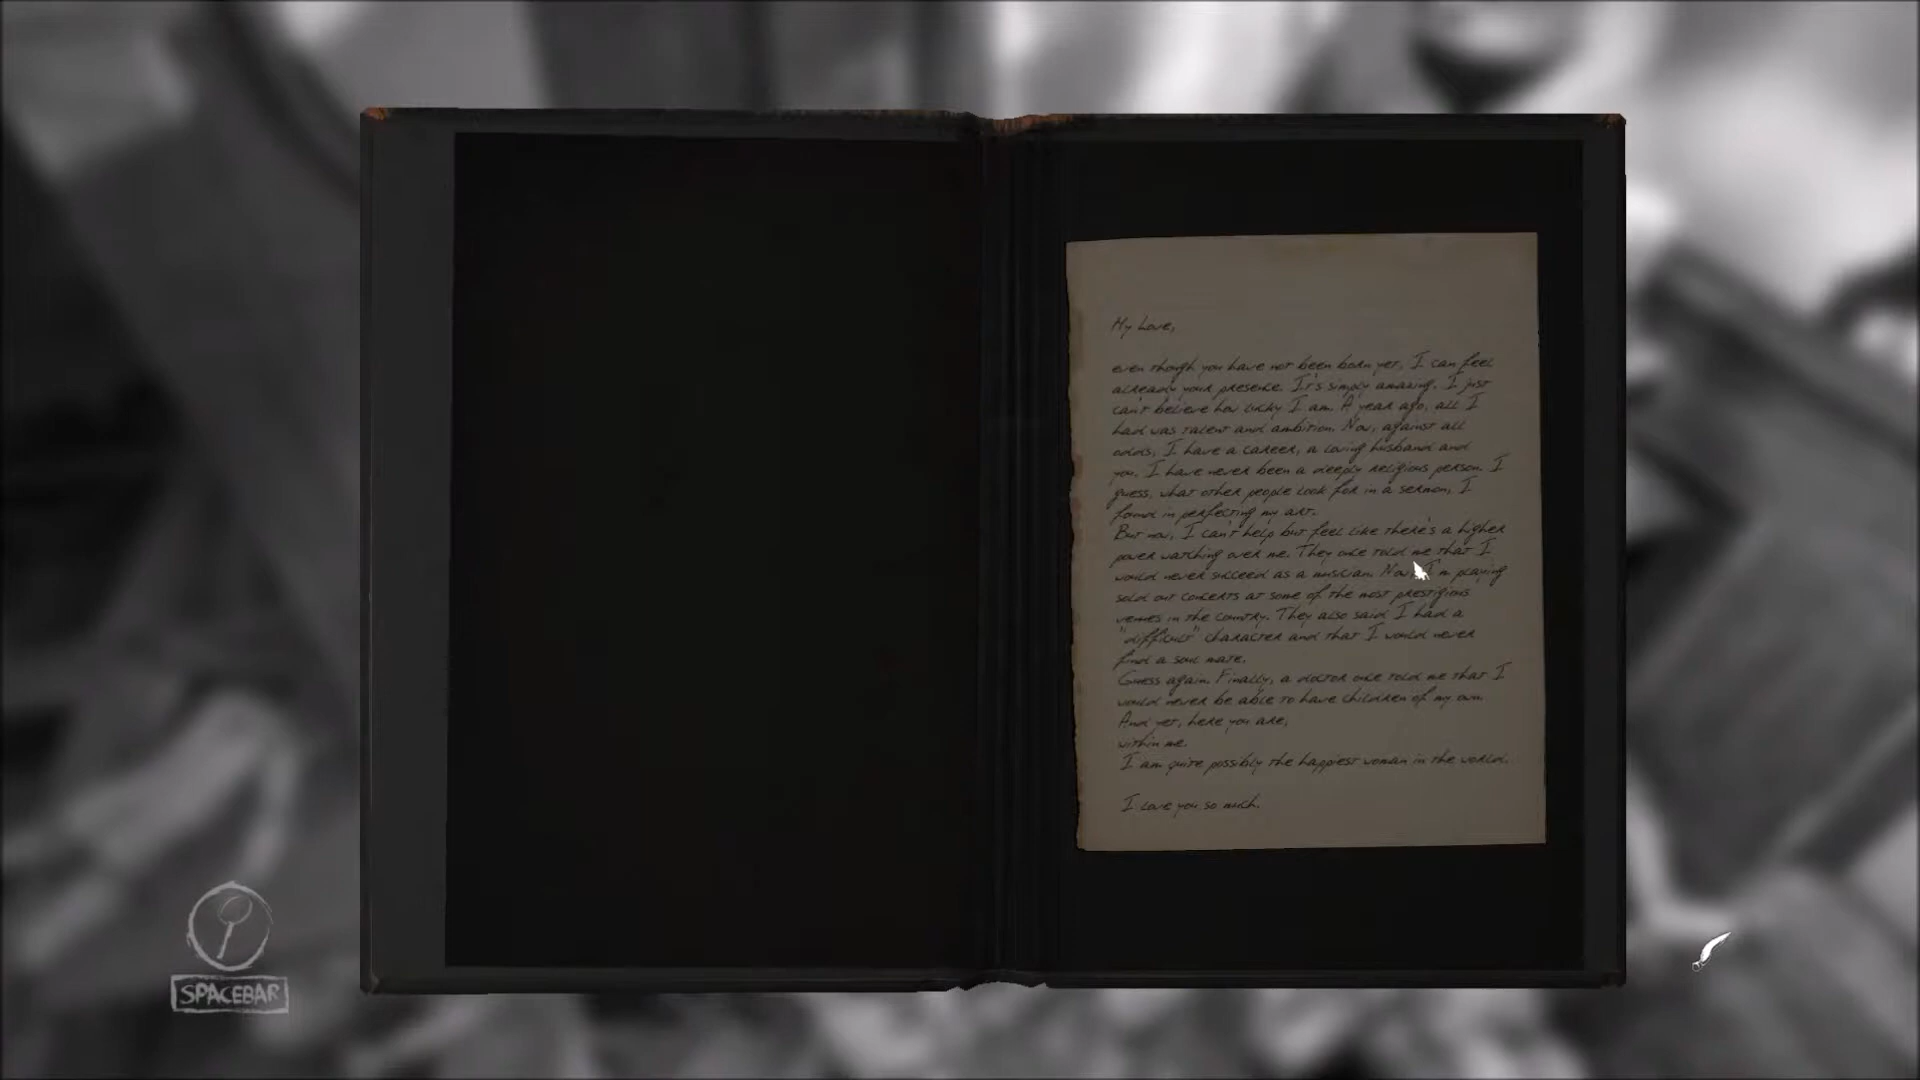 My Love,
even though you have not been born yet, I can feel
already your presence. It's simply amazing. I just
can't believe how lucky I am. A year ago, all I
had was talent and ambition. Now, against all
odds, I have a career, a loving husband and
you. I have never been a deeply religious person. I
guess, what other people look for in a sermon, I
found in perfecting my art.
But now, I can't help but feel like there's a higher
power watching over me. They once told me that I
would never succeed as a musician. Now, I'm playing
sold out concerts at some of the most prestigious
venues in the country. They also said I had a
"difficult" character and that I would never
find a soul mate.
Guess again. Finally, a doctor once told me that I
would never be able to have children of my own.
And yet, here you are,
within me.
I am quite possibly the happiest woman in the world.
I love you so much.
SPACEBAR